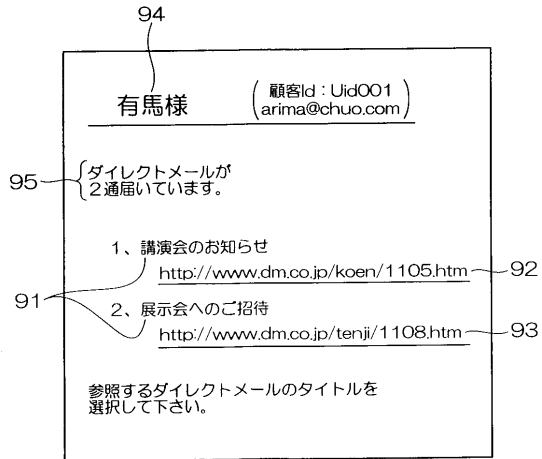 94
有馬様
顧客Id：Uid001
arima@chuo.com
95
ダイレクトメールが
2通届いています。
1、講演会のお知らせ
http://www.dm.co.jp/koen/1105.htm
92
91
2、展示会へのご招待
http://www.dm.co.jp/tenji/1108.htm
93
参照するダイレクトメールのタイトルを
選択して下さい。